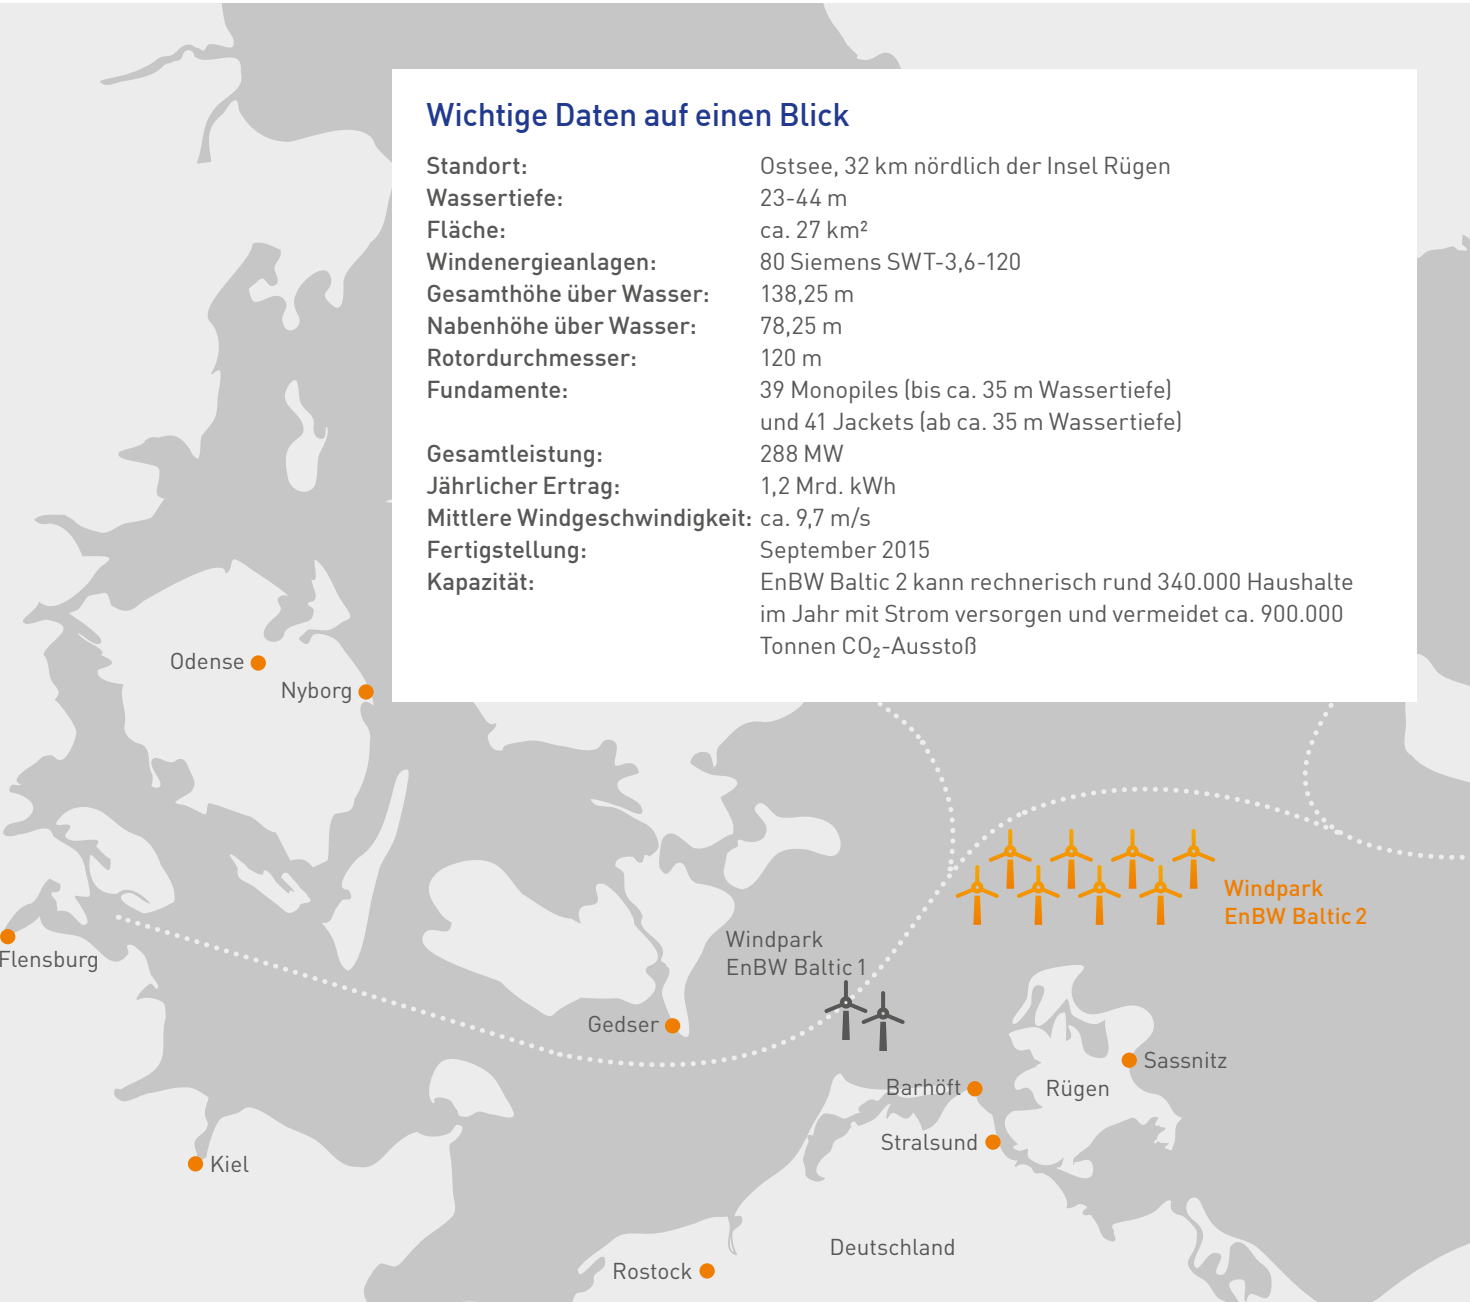 Wichtige Daten auf einen Blick
Standort: Ostsee, 32 km nördlich der Insel Rügen
Wassertiefe: 23-44 m
Fläche: ca. 27 km²
Windenergieanlagen: 80 Siemens SWT-3,6-120
Gesamthöhe über Wasser: 138,25 m
Nabenhöhe über Wasser: 78,25 m
Rotordurchmesser: 120 m
Fundamente: 39 Monopiles (bis ca. 35 m Wassertiefe)
und 41 Jackets (ab ca. 35 m Wassertiefe)
Gesamtleistung: 288 MW
Jährlicher Ertrag: 1,2 Mrd. kWh
Mittlere Windgeschwindigkeit: ca. 9,7 m/s
Fertigstellung: September 2015
Kapazität: EnBW Baltic 2 kann rechnerisch rund 340.000 Haushalte
im Jahr mit Strom versorgen und vermeidet ca. 900.000
Tonnen CO₂-Ausstoß
Odense
Nyborg
Windpark
EnBW Baltic 2
Windpark
EnBW Baltic 1
Flensburg
Gedser
Sassnitz
Barhöft
Rügen
Stralsund
Kiel
Deutschland
Rostock